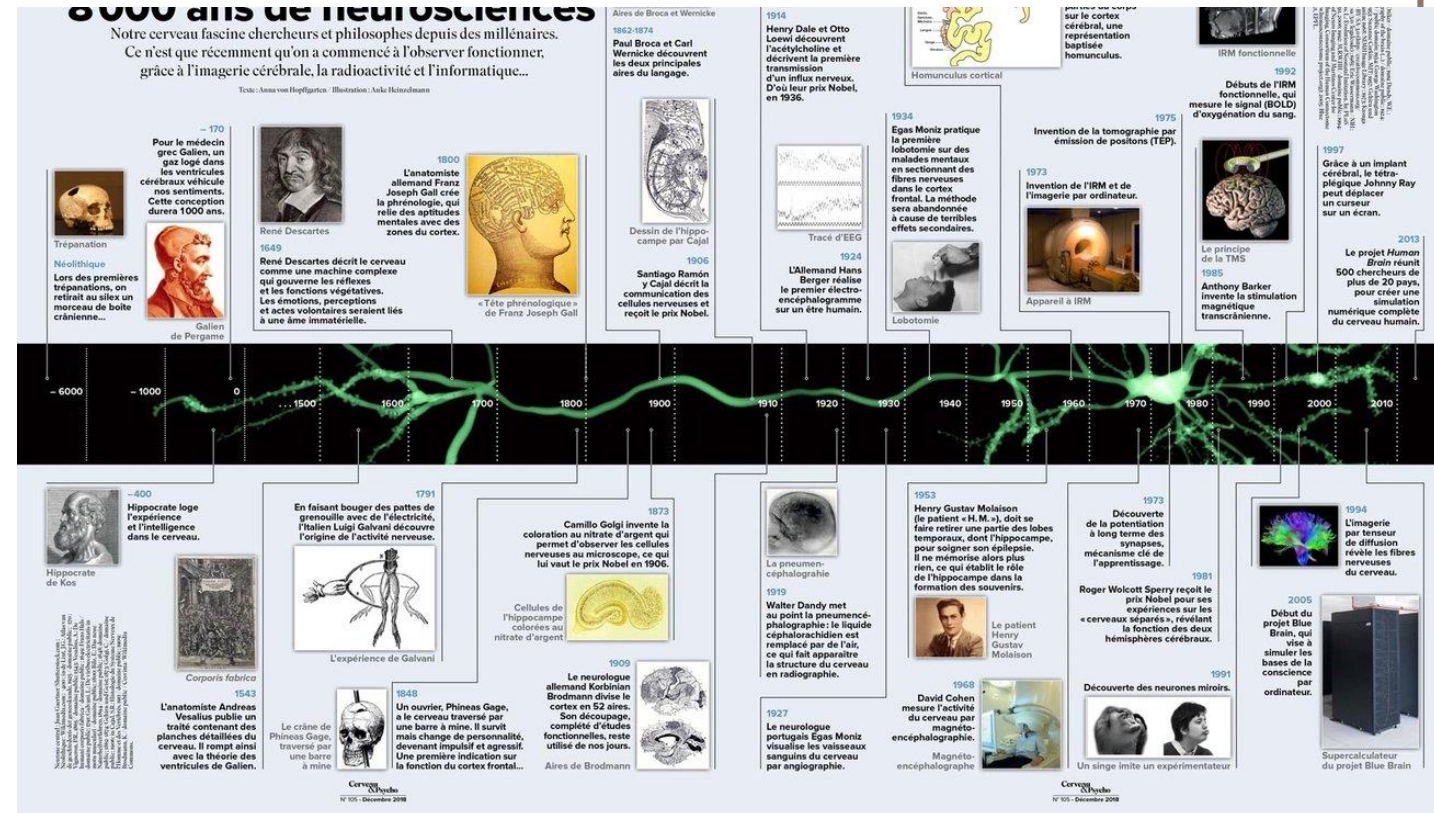 8 000 ans de neurosciences
Notre cerveau fascine chercheurs et philosophes depuis des millénaires.
Ce n'est que récemment qu'on a commencé à l'observer fonctionner,
grâce à l'imagerie cérébrale, la radioactivité et l'informatique...
Texte : Anna von Hopffgarten / Illustration : Anke Heinzelmann
Trépanation
Néolithique
Lors des premières
trépanations, on
retirait au silex un
morceau de boîte
crânienne...
– 170
Pour le médecin
grec Galien, un
gaz logé dans
les ventricules
cérébraux véhicule
nos sentiments.
Cette conception
durera 1000 ans.
Galien
de Pergame
René Descartes
1649
René Descartes décrit le cerveau
comme une machine complexe
qui gouverne les réflexes
et les fonctions végétatives.
Les émotions, perceptions
et actes volontaires seraient liés
à une âme immatérielle.
1800
L'anatomiste
allemand Franz
Joseph Gall crée
la phrénologie, qui
relie des aptitudes
mentales avec des
zones du cortex.
« Tête phrénologique »
de Franz Joseph Gall
Aires de Broca et Wernicke
1862-1874
Paul Broca et Carl
Wernicke découvrent
les deux principales
aires du langage.
Dessin de l'hippo-
campe par Cajal
1906
Santiago Ramón
y Cajal décrit la
communication des
cellules nerveuses et
reçoit le prix Nobel.
1914
Henry Dale et Otto
Loewi découvrent
l'acétylcholine et
décrivent la première
transmission
d'un influx nerveux.
D'où leur prix Nobel,
en 1936.
Tracé d'EEG
1924
L'Allemand Hans
Berger réalise
le premier électro-
encéphalogramme
sur un être humain.
1934
Egas Moniz pratique
la première
lobotomie sur des
malades mentaux
en sectionnant des
fibres nerveuses
dans le cortex
frontal. La méthode
sera abandonnée
à cause de terribles
effets secondaires.
Lobotomie
Homunculus cortical
sur le cortex
cérébral, une
représentation
baptisée
homunculus.
1975
Invention de la tomographie par
émission de positons (TEP).
1973
Invention de l'IRM et de
l'imagerie par ordinateur.
Appareil à IRM
IRM fonctionnelle
1992
Débuts de l'IRM
fonctionnelle, qui
mesure le signal (BOLD)
d'oxygénation du sang.
Le principe
de la TMS
1985
Anthony Barker
invente la stimulation
magnétique
transcrânienne.
1997
Grâce à un implant
cérébral, le tétra-
plégique Johnny Ray
peut déplacer
un curseur
sur un écran.
2013
Le projet Human
Brain réunit
500 chercheurs de
plus de 20 pays,
pour créer une
simulation
numérique complète
du cerveau humain.
– 6000 – 1000 0 ...1500 1600 1700 1800 1900 1910 1920 1930 1940 1950 1960 1970 1980 1990 2000 2010
Hippocrate
de Kos
–400
Hippocrate loge
l'expérience
et l'intelligence
dans le cerveau.
Corporis fabrica
1543
L'anatomiste Andreas
Vesalius publie un
traité contenant des
planches détaillées du
cerveau. Il rompt ainsi
avec la théorie des
ventricules de Galien.
1791
En faisant bouger des pattes de
grenouille avec de l'électricité,
l'Italien Luigi Galvani découvre
l'origine de l'activité nerveuse.
L'expérience de Galvani
Le crâne de
Phineas Gage,
traversé par
une barre
à mine
1848
Un ouvrier, Phineas Gage,
a le cerveau traversé par
une barre à mine. Il survit
mais change de personnalité,
devenant impulsif et agressif.
Une première indication sur
la fonction du cortex frontal...
1873
Camillo Golgi invente la
coloration au nitrate d'argent qui
permet d'observer les cellules
nerveuses au microscope, ce qui
lui vaut le prix Nobel en 1906.
Cellules de
l'hippocampe
colorées au
nitrate d'argent
1909
Le neurologue
allemand Korbinian
Brodmann divise le
cortex en 52 aires.
Son découpage,
complété d'études
fonctionnelles, reste
utilisé de nos jours.
Aires de Brodmann
La pneumen-
céphalograhie
1919
Walter Dandy met
au point la pneumencé-
phalographie : le liquide
céphalorachidien est
remplacé par de l'air,
ce qui fait apparaître
la structure du cerveau
en radiographie.
1927
Le neurologue
portugais Egas Moniz
visualise les vaisseaux
sanguins du cerveau
par angiographie.
1953
Henry Gustav Molaison
(le patient « H. M. »), doit se
faire retirer une partie des lobes
temporaux, dont l'hippocampe,
pour soigner son épilepsie.
Il ne mémorise alors plus
rien, ce qui établit le rôle
de l'hippocampe dans la
formation des souvenirs.
Le patient
Henry
Gustav
Molaison
1968
David Cohen
mesure l'activité
du cerveau par
magnéto-
encéphalographie.
Magnéto-
encéphalographe
1973
Découverte
de la potentiation
à long terme des
synapses,
mécanisme clé de
l'apprentissage.
1981
Roger Wolcott Sperry reçoit le
prix Nobel pour ses
expériences sur les
« cerveaux séparés », révélant
la fonction des deux
hémisphères cérébraux.
1991
Découverte des neurones miroirs.
Un singe imite un expérimentateur
1994
L'imagerie
par tenseur
de diffusion
révèle les fibres
nerveuses
du cerveau.
2005
Début du
projet Blue
Brain, qui
vise à
simuler les
bases de la
conscience
par
ordinateur.
Supercalculateur
du projet Blue Brain
Cerveau
&Psycho
N° 105 - Décembre 2018
Cerveau
&Psycho
N° 105 - Décembre 2018